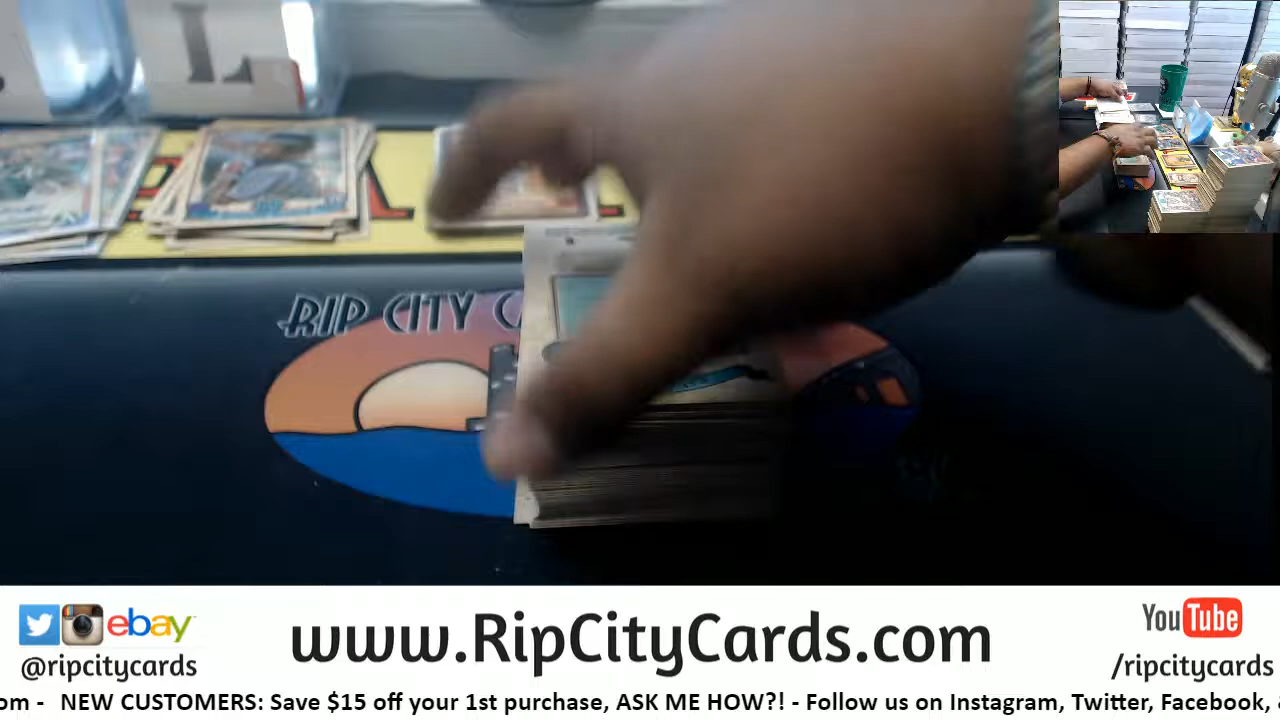 L
RIP CITY C
ebay
@ripcitycards
www.RipCityCards.com
YouTube
/ripcitycards
om - NEW CUSTOMERS: Save $15 off your 1st purchase, ASK ME HOW?! - Follow us on Instagram, Twitter, Facebook, &